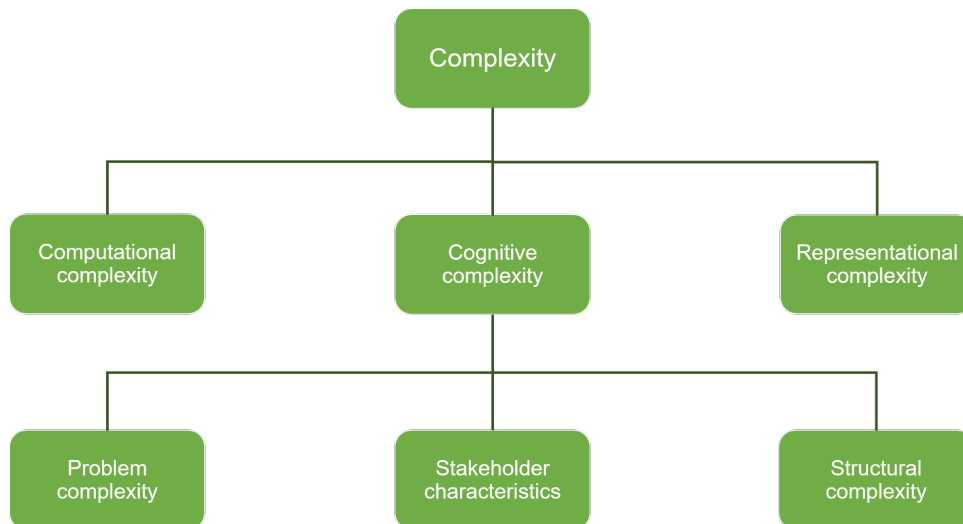 Complexity
Computational
complexity
Cognitive
complexity
Representational
complexity
Problem
complexity
Stakeholder
characteristics
Structural
complexity